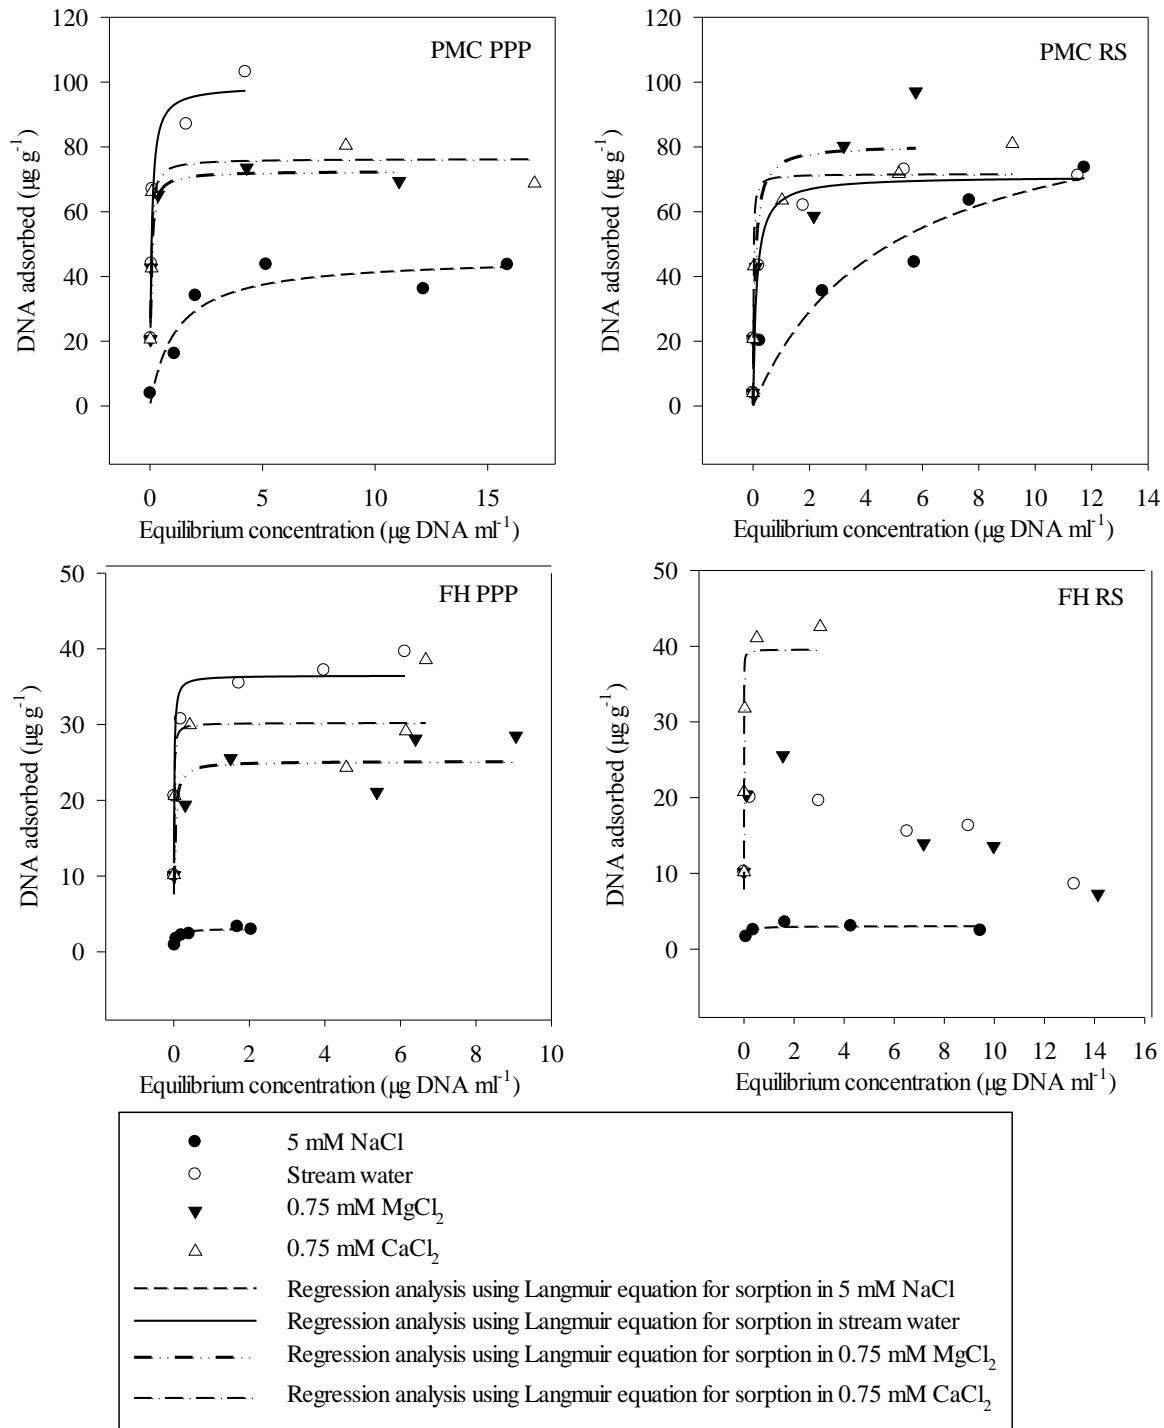 PMC PPP
120
100
80
60
40
20
0
DNA adsorbed (µg g⁻¹)
0 5 10 15
Equilibrium concentration (µg DNA ml⁻¹)
PMC RS
120
100
80
60
40
20
0
DNA adsorbed (µg g⁻¹)
0 2 4 6 8 10 12 14
Equilibrium concentration (µg DNA ml⁻¹)
FH PPP
50
40
30
20
10
0
DNA adsorbed (µg g⁻¹)
0 2 4 6 8 10
Equilibrium concentration (µg DNA ml⁻¹)
FH RS
50
40
30
20
10
0
DNA adsorbed (µg g⁻¹)
0 2 4 6 8 10 12 14 16
Equilibrium concentration (µg DNA ml⁻¹)
5 mM NaCl
Stream water
0.75 mM MgCl₂
0.75 mM CaCl₂
Regression analysis using Langmuir equation for sorption in 5 mM NaCl
Regression analysis using Langmuir equation for sorption in stream water
Regression analysis using Langmuir equation for sorption in 0.75 mM MgCl₂
Regression analysis using Langmuir equation for sorption in 0.75 mM CaCl₂